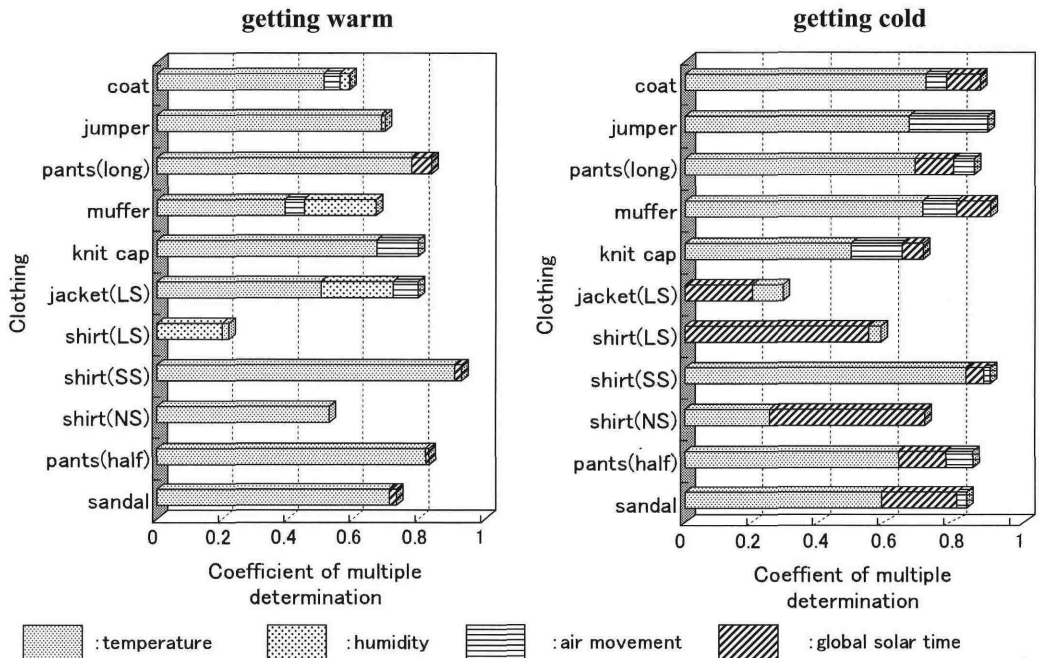 getting warm
Clothing
coat
jumper
pants(long)
muffer
knit cap
jacket(LS)
shirt(LS)
shirt(SS)
shirt(NS)
pants(half)
sandal
0 0.2 0.4 0.6 0.8 1
Coefficient of multiple
determination
getting cold
Clothing
coat
jumper
pants(long)
muffer
knit cap
jacket(LS)
shirt(LS)
shirt(SS)
shirt(NS)
pants(half)
sandal
0 0.2 0.4 0.6 0.8 1
Coeffient of multiple
determination
:temperature :humidity :air movement :global solar time